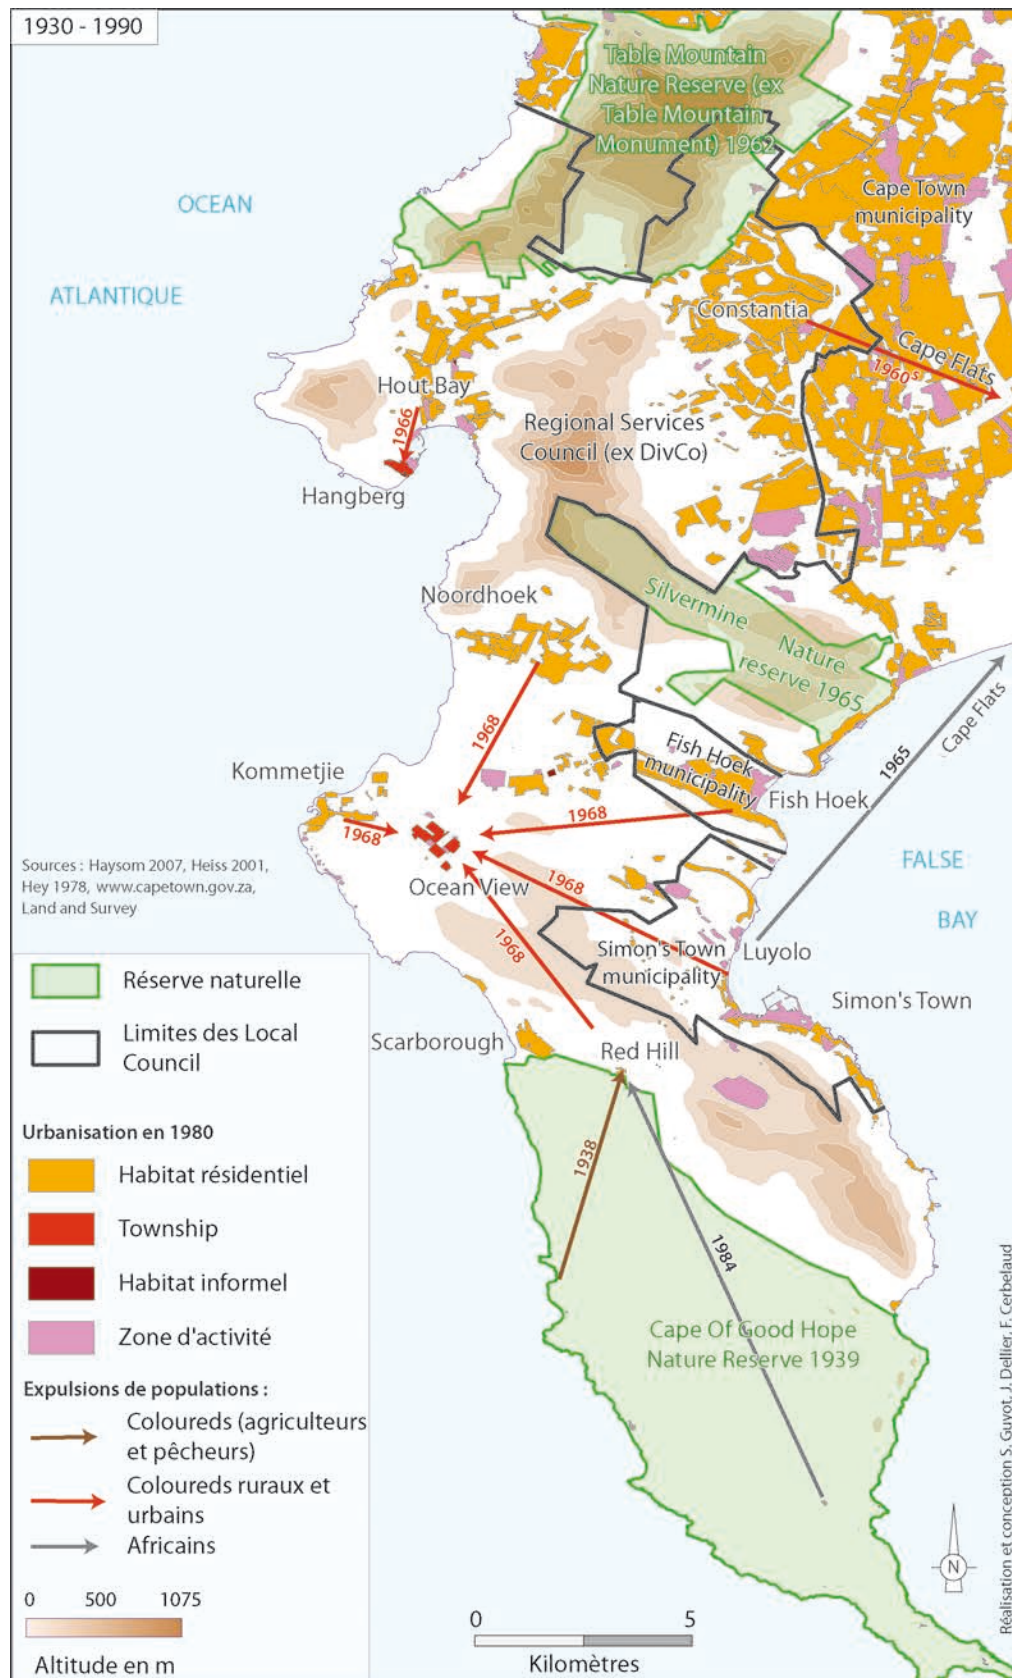 1930 - 1990
Table Mountain
Nature Reserve (ex
Table Mountain
Monument) 1962
OCEAN
ATLANTIQUE
Cape Town
municipality
Constantia
Cape Flats
1960s
Hout Bay
1966
Hangberg
Regional Services
Council (ex DivCo)
Noordhoek
Silvermine Nature
reserve 1965
1968
Fish Hoek
municipality
Fish Hoek
1965
Cape Flats
Kommetjie
1968
1968
Ocean View
1968
1968
FALSE
BAY
Sources : Haysom 2007, Heiss 2001,
Hey 1978, www.capetown.gov.za,
Land and Survey
Simon's Town
municipality
Luyolo
Simon's Town
Scarborough
Red Hill
1938
1984
Cape Of Good Hope
Nature Reserve 1939
Réserve naturelle
Limites des Local
Council
Urbanisation en 1980
Habitat résidentiel
Township
Habitat informel
Zone d'activité
Expulsions de populations :
Coloureds (agriculteurs
et pêcheurs)
Coloureds ruraux et
urbains
Africains
0 500 1075
Altitude en m
0 5
Kilomètres
N
Réalisation et conception S. Guyot, J. Dellier, F. Cerbelaud